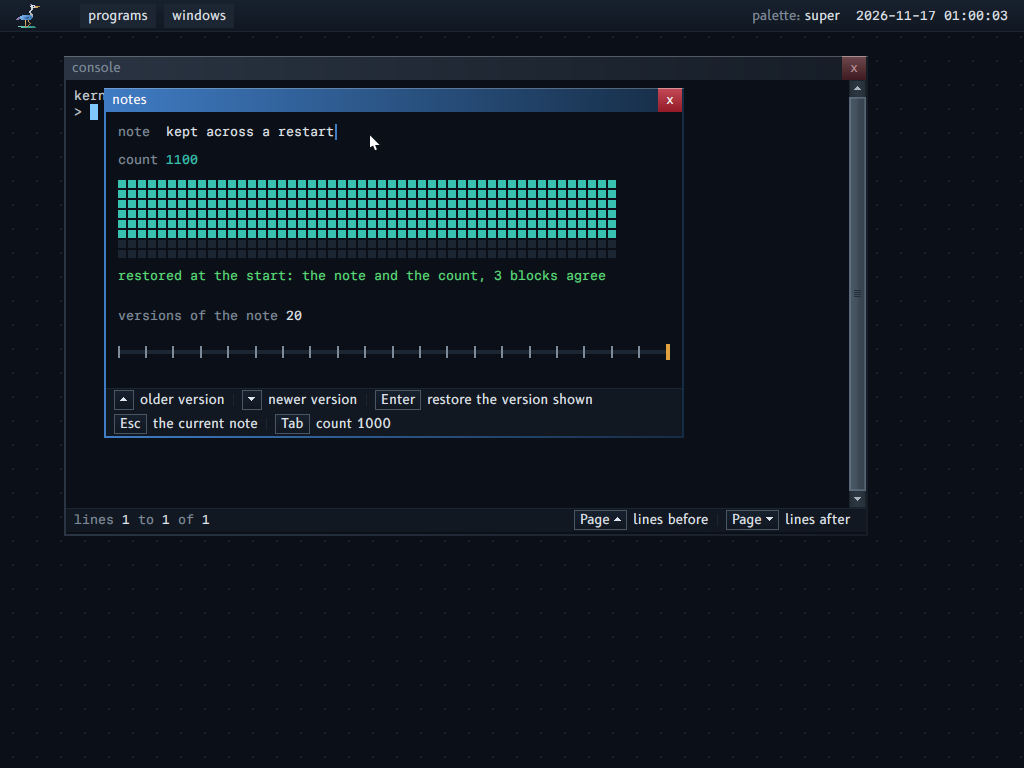 programs windows palette: super 2026-11-17 01:00:03
console x
kern
>
notes x
note kept across a restart
count 1100
restored at the start: the note and the count, 3 blocks agree
versions of the note 20
older version newer version Enter restore the version shown
Esc the current note Tab count 1000
lines 1 to 1 of 1 Page lines before Page lines after